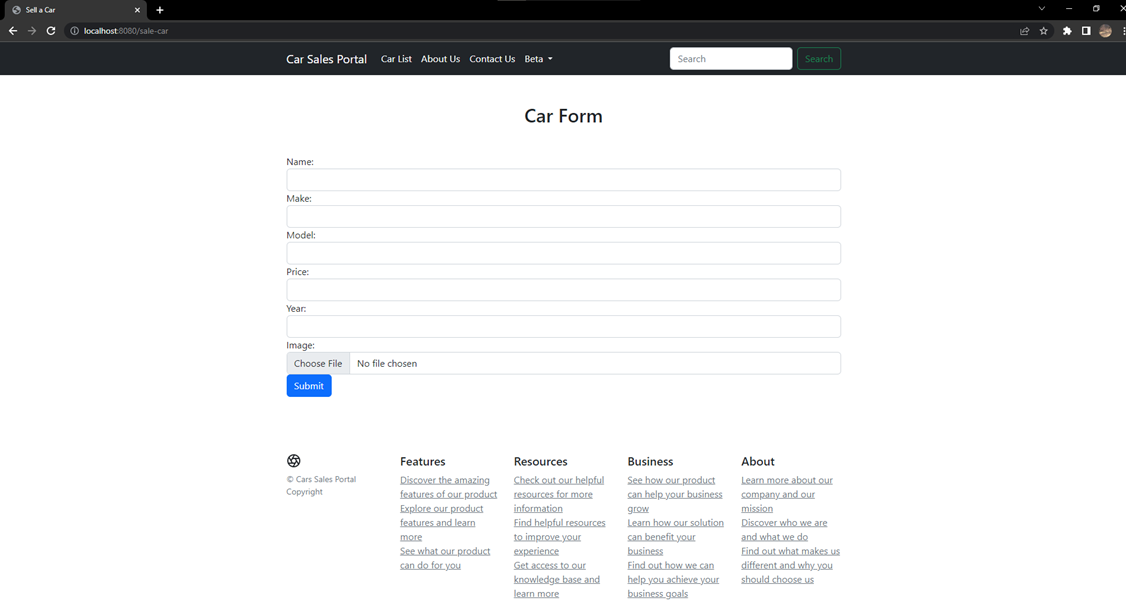 Sell a Car
localhost:8080/sale-car
Car Sales Portal Car List About Us Contact Us Beta Search Search
Car Form
Name:
Make:
Model:
Price:
Year:
Image:
Choose File No file chosen
Submit
© Cars Sales Portal
Copyright
Features
Discover the amazing
features of our product
Explore our product
features and learn
more
See what our product
can do for you
Resources
Check out our helpful
resources for more
information
Find helpful resources
to improve your
experience
Get access to our
knowledge base and
learn more
Business
See how our product
can help your business
grow
Learn how our solution
can benefit your
business
Find out how we can
help you achieve your
business goals
About
Learn more about our
company and our
mission
Discover who we are
and what we do
Find out what makes us
different and why you
should choose us